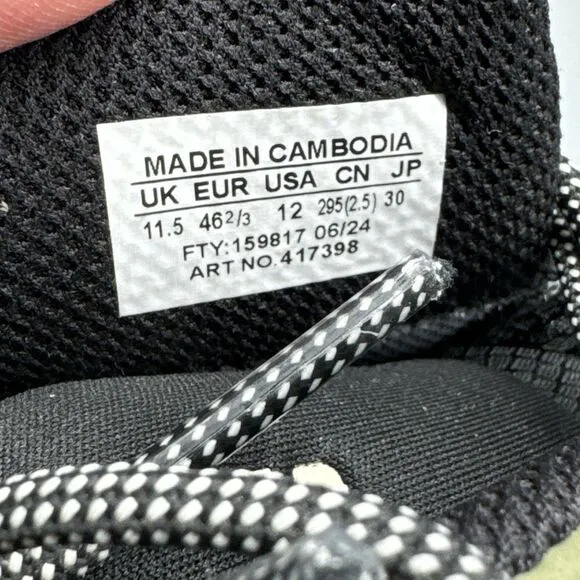 MADE IN CAMBODIA
UK EUR USA CN JP
11.5 46 2/3 12 295(2.5) 30
FTY:159817 06/24
ART NO.417398